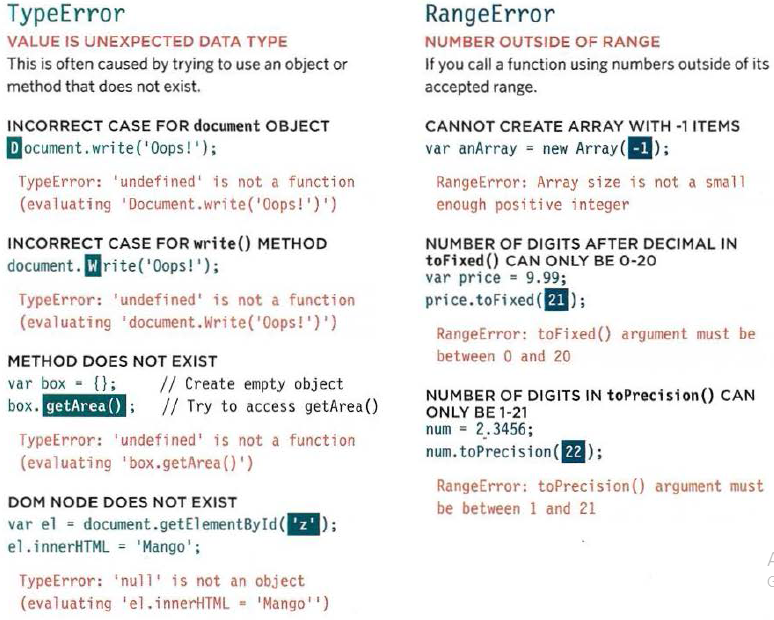 TypeError
VALUE IS UNEXPECTED DATA TYPE
This is often caused by trying to use an object or
method that does not exist.
INCORRECT CASE FOR document OBJECT
Document.write('Oops!');
TypeError: 'undefined' is not a function
(evaluating 'Document.write('Oops!')')
INCORRECT CASE FOR write() METHOD
document.Write('Oops!');
TypeError: 'undefined' is not a function
(evaluating 'document.Write('Oops!')')
METHOD DOES NOT EXIST
var box = {}; // Create empty object
box.getArea(); // Try to access getArea()
TypeError: 'undefined' is not a function
(evaluating 'box.getArea()')
DOM NODE DOES NOT EXIST
var el = document.getElementById('z');
el.innerHTML = 'Mango';
TypeError: 'null' is not an object
(evaluating 'el.innerHTML = 'Mango'')
RangeError
NUMBER OUTSIDE OF RANGE
If you call a function using numbers outside of its
accepted range.
CANNOT CREATE ARRAY WITH -1 ITEMS
var anArray = new Array(-1);
RangeError: Array size is not a small
enough positive integer
NUMBER OF DIGITS AFTER DECIMAL IN
toFixed() CAN ONLY BE 0-20
var price = 9.99;
price.toFixed(21);
RangeError: toFixed() argument must be
between 0 and 20
NUMBER OF DIGITS IN toPrecision() CAN
ONLY BE 1-21
num = 2.3456;
num.toPrecision(22);
RangeError: toPrecision() argument must
be between 1 and 21